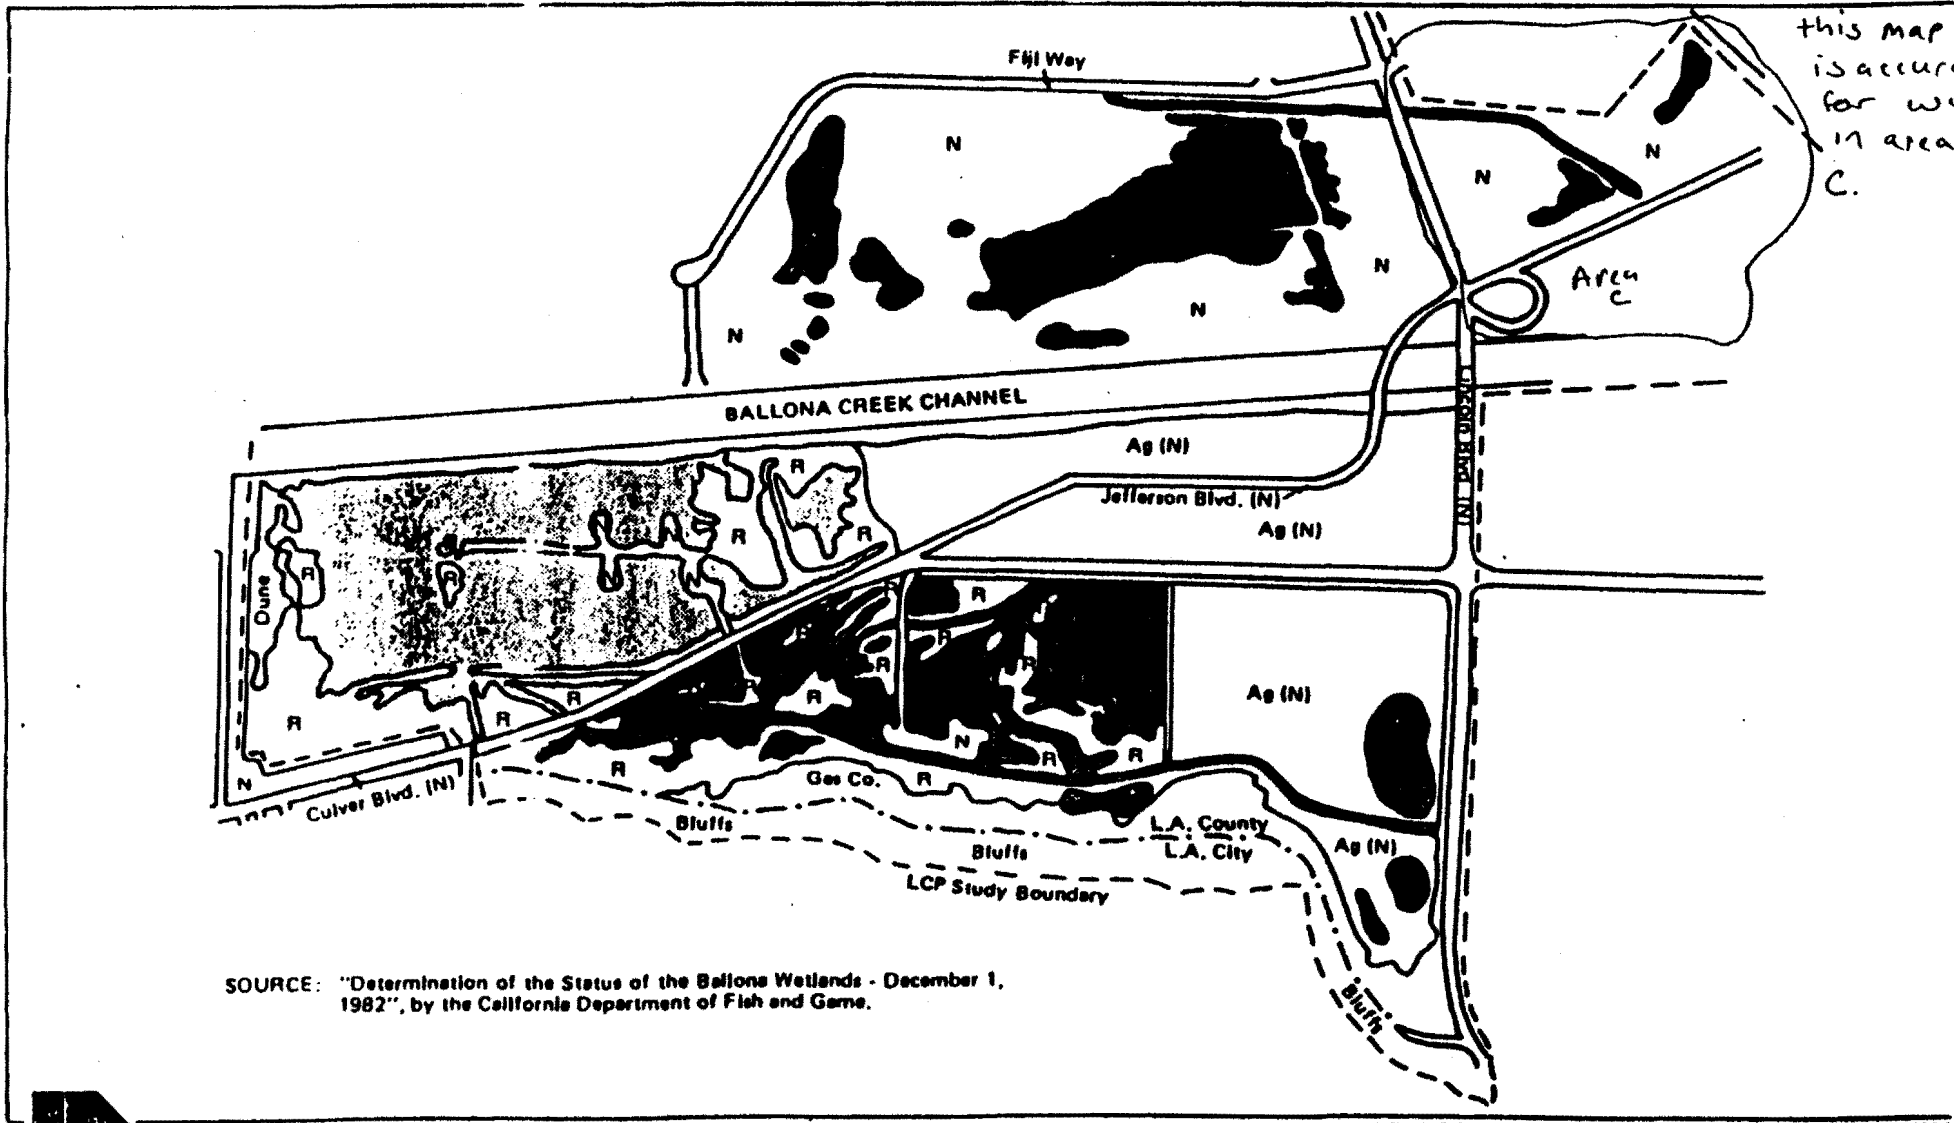 this map
is accur
for w
in area
C.
Fiji Way
N
N
N
N
N
N
Area
C
BALLONA CREEK CHANNEL
Lincoln Blvd. (N)
Ag (N)
Jefferson Blvd. (N)
Ag (N)
R
R
R
R
R
Dune
R
R
R
R
R
R
R
R
R
N
R
R
R
R
Ag (N)
N
Culver Blvd. (N)
Gas Co.
Bluffs
Bluffs
L.A. County
L.A. City
Ag (N)
LCP Study Boundary
Bluffs
SOURCE: "Determination of the Status of the Ballona Wetlands - December 1,
1982", by the California Department of Fish and Game.